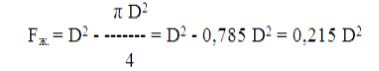 π D²
Fж = D² - ------- = D² - 0,785 D² = 0,215 D²
4